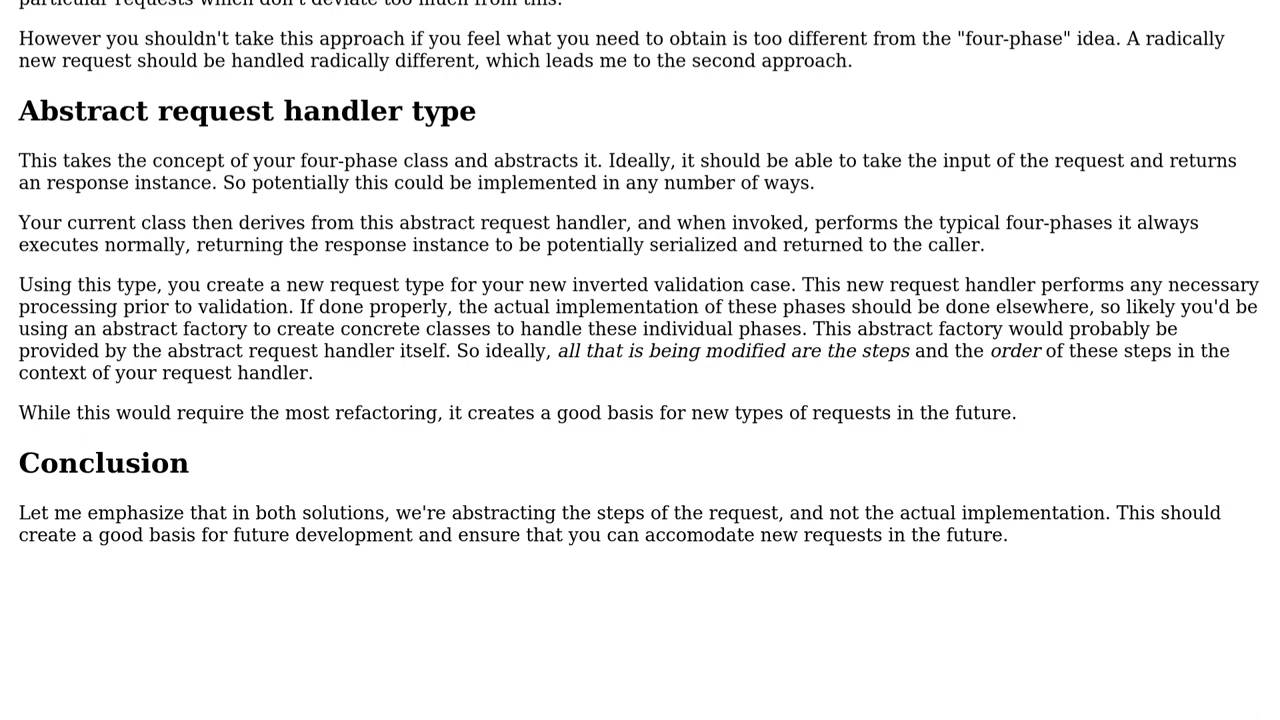 particular requests which don't deviate too much from this.
However you shouldn't take this approach if you feel what you need to obtain is too different from the "four-phase" idea. A radically
new request should be handled radically different, which leads me to the second approach.
Abstract request handler type
This takes the concept of your four-phase class and abstracts it. Ideally, it should be able to take the input of the request and returns
an response instance. So potentially this could be implemented in any number of ways.
Your current class then derives from this abstract request handler, and when invoked, performs the typical four-phases it always
executes normally, returning the response instance to be potentially serialized and returned to the caller.
Using this type, you create a new request type for your new inverted validation case. This new request handler performs any necessary
processing prior to validation. If done properly, the actual implementation of these phases should be done elsewhere, so likely you'd be
using an abstract factory to create concrete classes to handle these individual phases. This abstract factory would probably be
provided by the abstract request handler itself. So ideally, all that is being modified are the steps and the order of these steps in the
context of your request handler.
While this would require the most refactoring, it creates a good basis for new types of requests in the future.
Conclusion
Let me emphasize that in both solutions, we're abstracting the steps of the request, and not the actual implementation. This should
create a good basis for future development and ensure that you can accomodate new requests in the future.